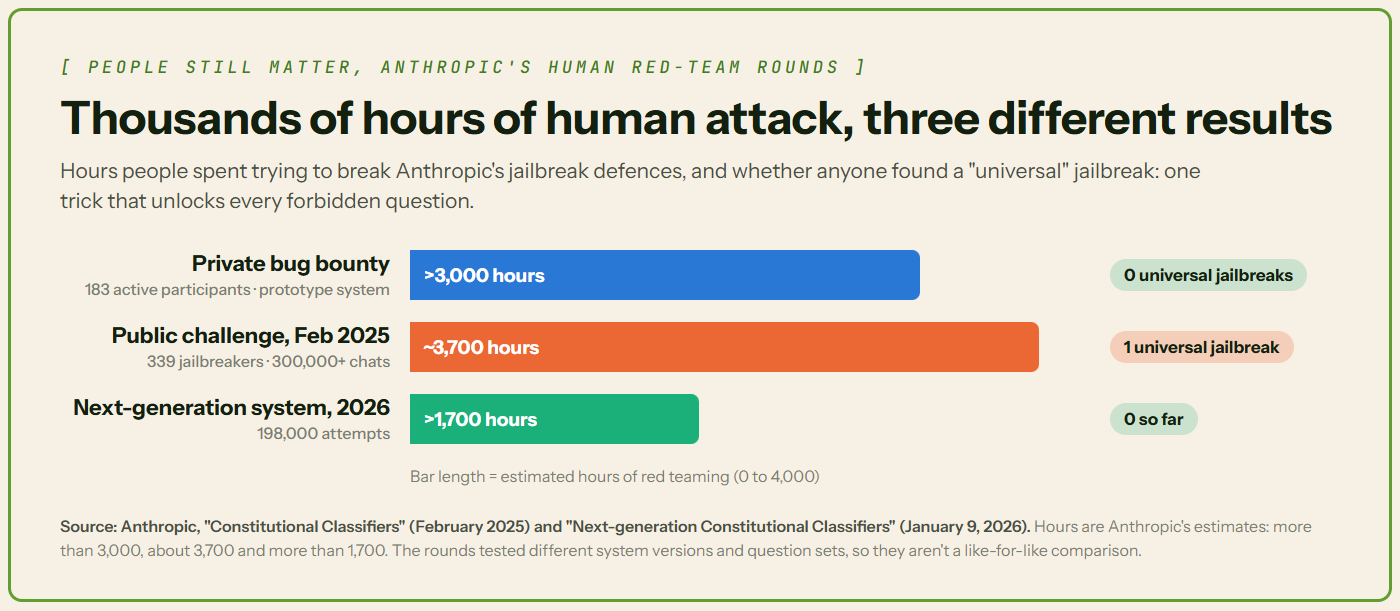 [ PEOPLE STILL MATTER, ANTHROPIC'S HUMAN RED-TEAM ROUNDS ]
Thousands of hours of human attack, three different results
Hours people spent trying to break Anthropic's jailbreak defences, and whether anyone found a "universal" jailbreak: one
trick that unlocks every forbidden question.
Private bug bounty
183 active participants · prototype system
>3,000 hours
0 universal jailbreaks
Public challenge, Feb 2025
339 jailbreakers · 300,000+ chats
~3,700 hours
1 universal jailbreak
Next-generation system, 2026
198,000 attempts
>1,700 hours
0 so far
Bar length = estimated hours of red teaming (0 to 4,000)
Source: Anthropic, "Constitutional Classifiers" (February 2025) and "Next-generation Constitutional Classifiers" (January 9, 2026). Hours are Anthropic's estimates: more
than 3,000, about 3,700 and more than 1,700. The rounds tested different system versions and question sets, so they aren't a like-for-like comparison.